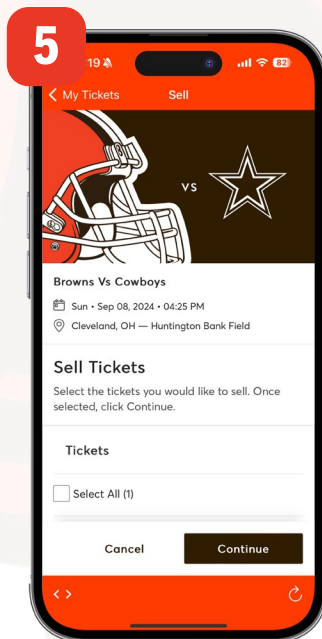 5
19
82
My Tickets
Sell
VS
Browns Vs Cowboys
Sun • Sep 08, 2024 • 04:25 PM
Cleveland, OH — Huntington Bank Field
Sell Tickets
Select the tickets you would like to sell. Once
selected, click Continue.
Tickets
Select All (1)
Cancel
Continue